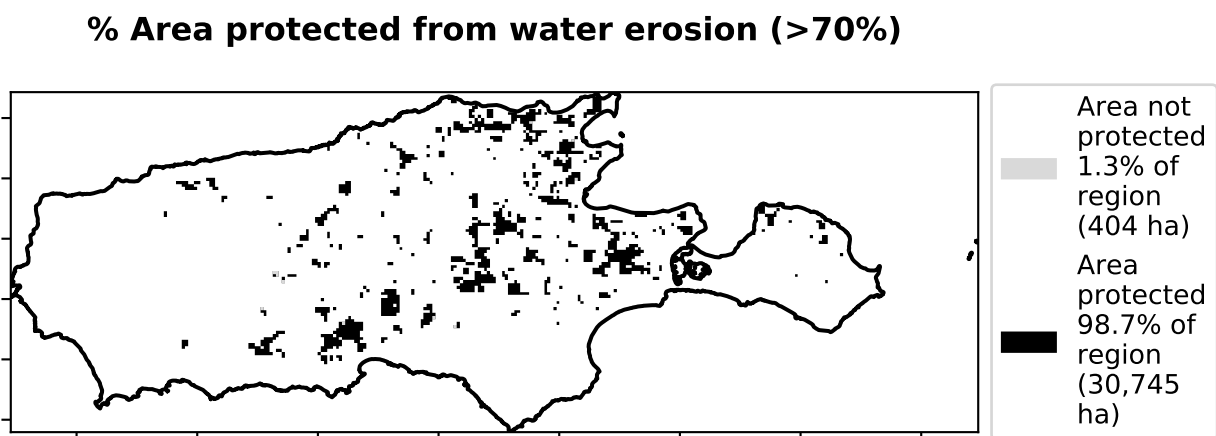 % Area protected from water erosion (>70%)
Area not
protected
1.3% of
region
(404 ha)
Area
protected
98.7% of
region
(30,745
ha)